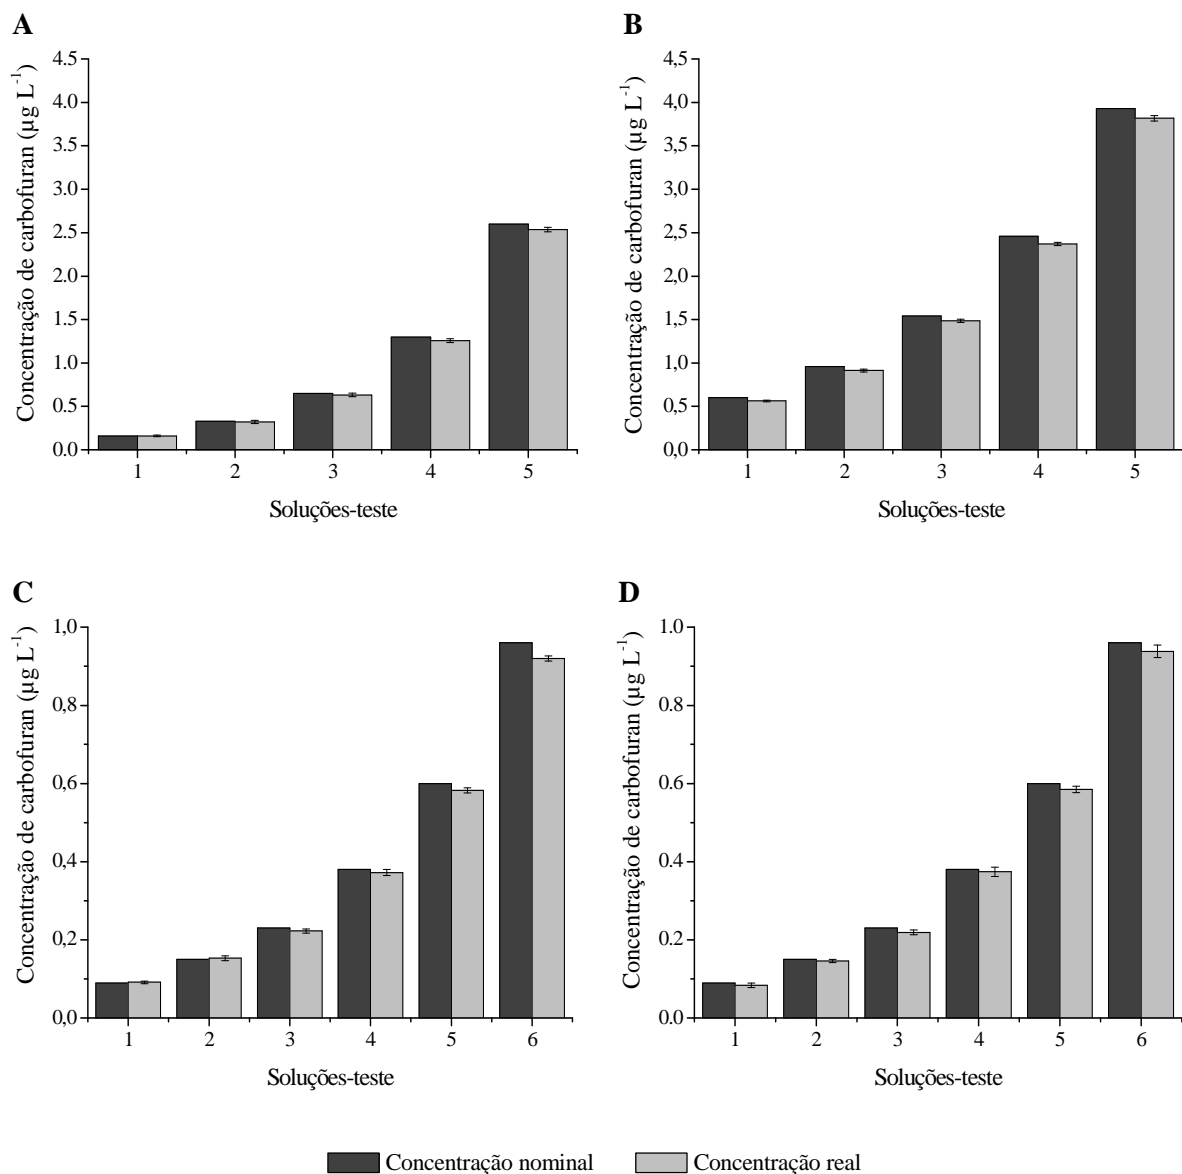 A
Concentração de carbofuran (µg L⁻¹)
4.5
4.0
3.5
3.0
2.5
2.0
1.5
1.0
0.5
0.0
1 2 3 4 5
Soluções-teste
B
Concentração de carbofuran (µg L⁻¹)
4,5
4,0
3,5
3,0
2,5
2,0
1,5
1,0
0,5
0,0
1 2 3 4 5
Soluções-teste
C
Concentração de carbofuran (µg L⁻¹)
1,0
0,8
0,6
0,4
0,2
0,0
1 2 3 4 5 6
Soluções-teste
D
Concentração de carbofuran (µg L⁻¹)
1.0
0.8
0.6
0.4
0.2
0.0
1 2 3 4 5 6
Soluções-teste
Concentração nominal Concentração real